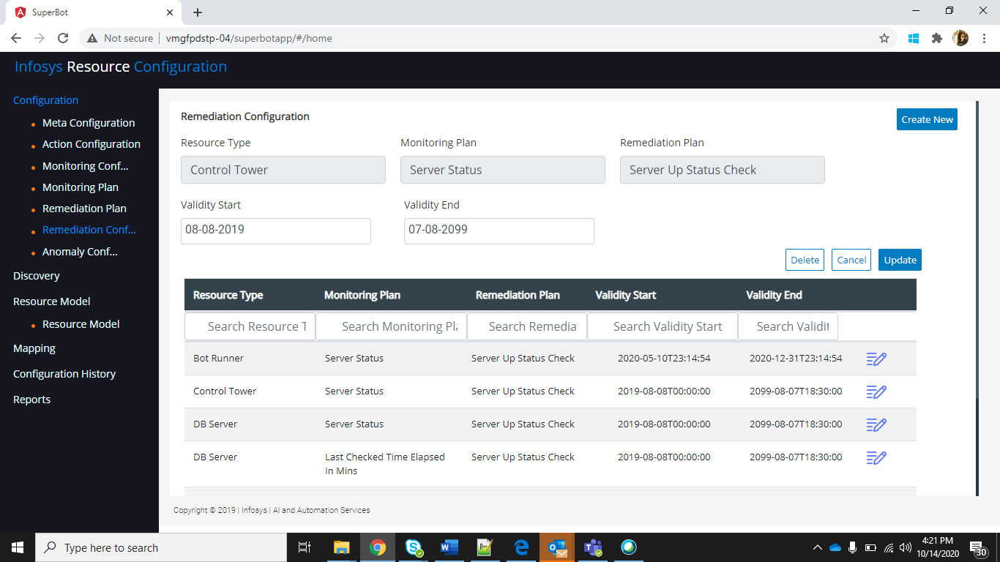 SuperBot
Not secure
vmgfpdstp-04/superbotapp/#/home
Infosys Resource Configuration
Configuration
Meta Configuration
Action Configuration
Monitoring Conf...
Monitoring Plan
Remediation Plan
Remediation Conf...
Anomaly Conf...
Discovery
Resource Model
Resource Model
Mapping
Configuration History
Reports
Remediation Configuration
Create New
Resource Type Monitoring Plan Remediation Plan
Control Tower Server Status Server Up Status Check
Validity Start Validity End
08-08-2019 07-08-2099
Delete Cancel Update
Resource Type Monitoring Plan Remediation Plan Validity Start Validity End
Search Resource T Search Monitoring Pl Search Remedia Search Validity Start Search Validit
Bot Runner Server Status Server Up Status Check 2020-05-10T23:14:54 2020-12-31T23:14:54
Control Tower Server Status Server Up Status Check 2019-08-08T00:00:00 2099-08-07T18:30:00
DB Server Server Status Server Up Status Check 2019-08-08T00:00:00 2099-08-07T18:30:00
DB Server Last Checked Time Elapsed Server Up Status Check 2019-08-08T00:00:00 2099-08-07T18:30:00
In Mins
Copyright © 2019 | Infosys | AI and Automation Services
Type here to search
4:21 PM
10/14/2020
30